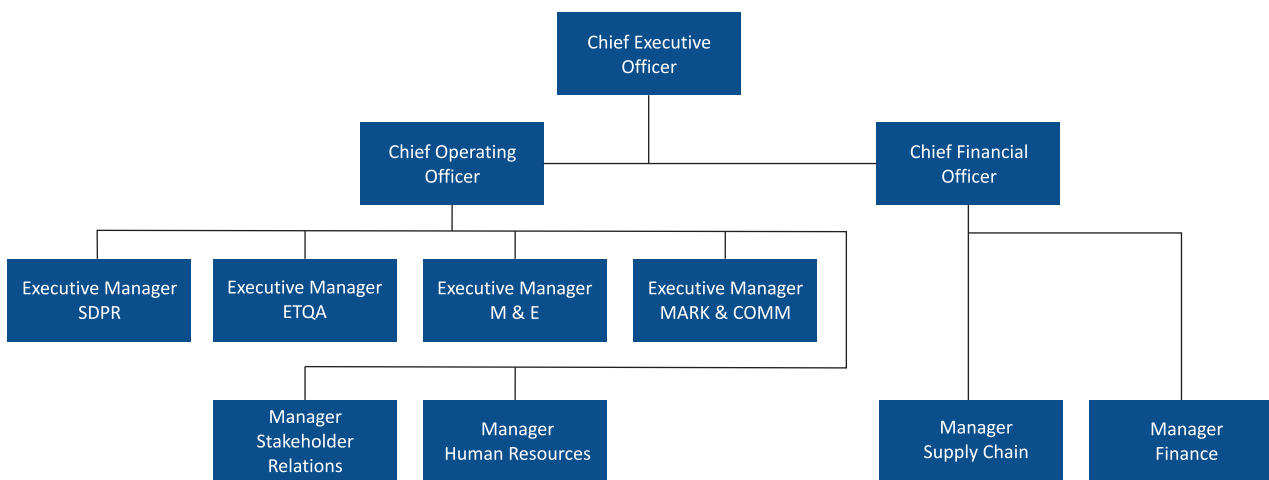 Chief Executive
Officer
Chief Operating
Officer
Chief Financial
Officer
Executive Manager
SDPR
Executive Manager
ETQA
Executive Manager
M & E
Executive Manager
MARK & COMM
Manager
Stakeholder
Relations
Manager
Human Resources
Manager
Supply Chain
Manager
Finance